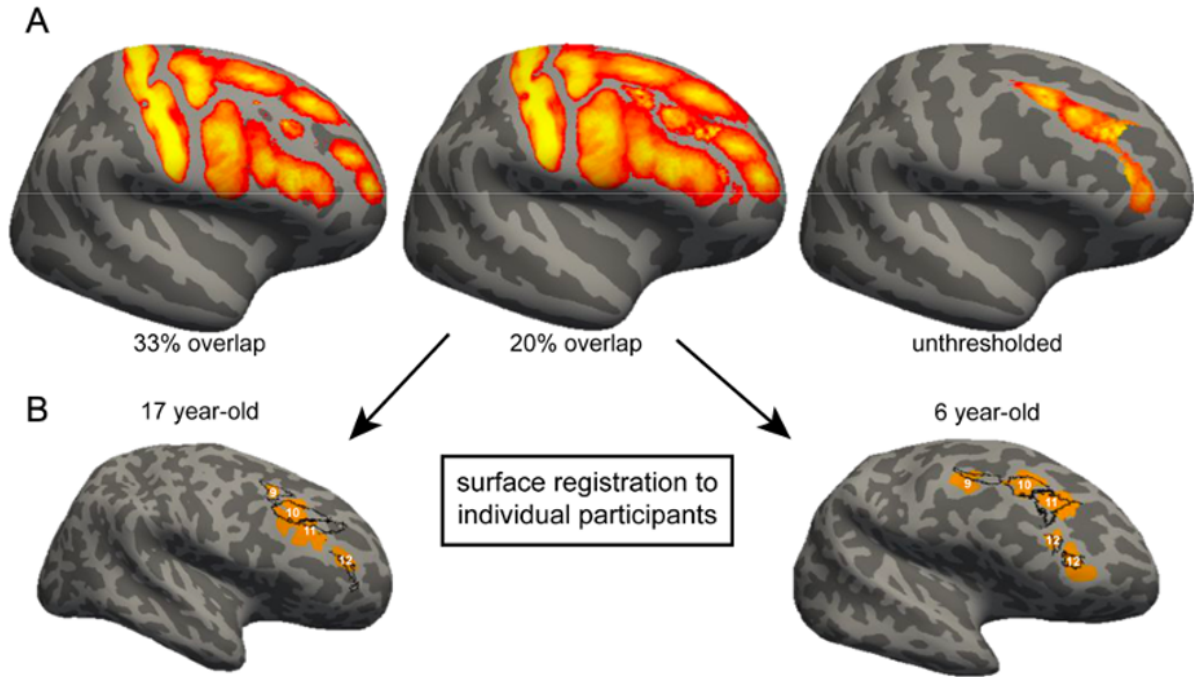 A
33% overlap
20% overlap
unthresholded
B
17 year-old
6 year-old
surface registration to
individual participants
9
10
11
12
9
10
11
12
12